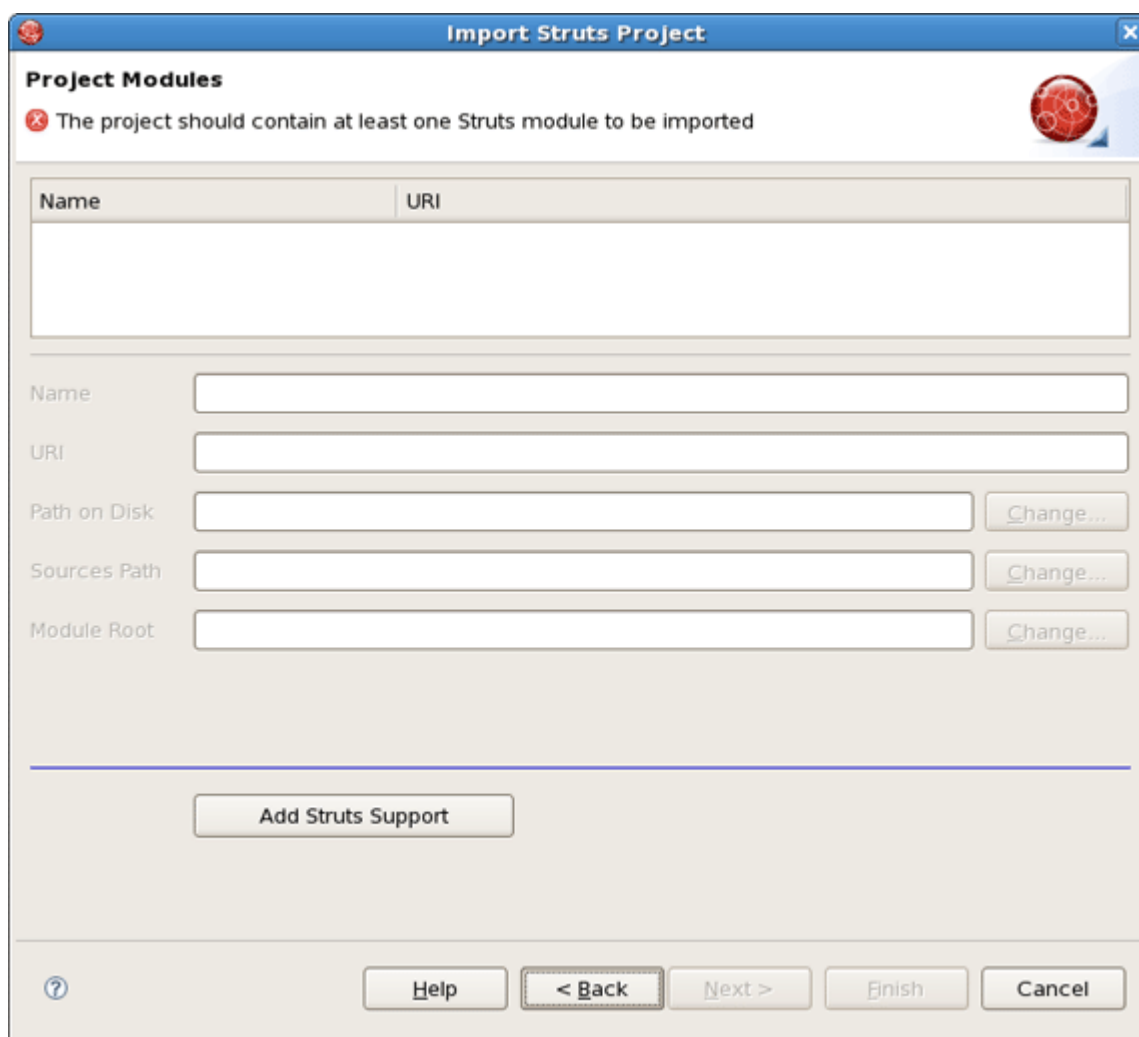 Import Struts Project
Project Modules
The project should contain at least one Struts module to be imported
Name URI
Name
URI
Path on Disk Change...
Sources Path Change...
Module Root Change...
Add Struts Support
? Help < Back Next > Finish Cancel